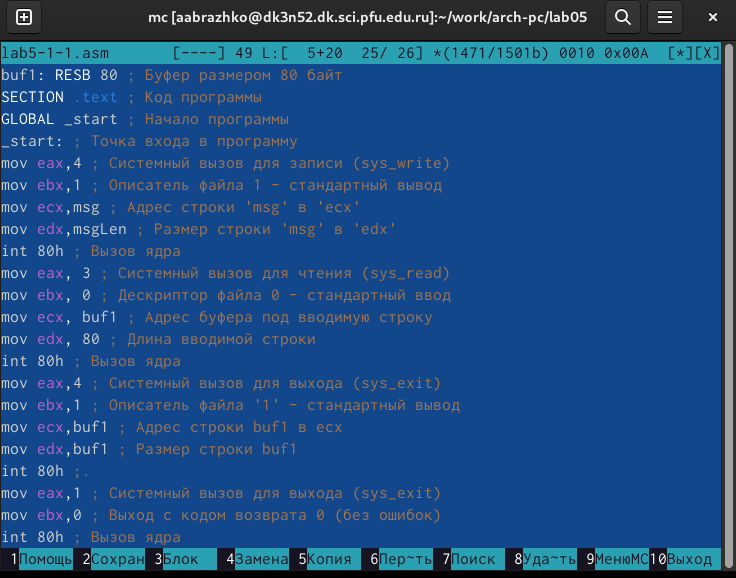 mc [aabrazhko@dk3n52.dk.sci.pfu.edu.ru]:~/work/arch-pc/lab05
lab5-1-1.asm [----] 49 L:[ 5+20 25/ 26] *(1471/1501b) 0010 0x00A [*][X]
buf1: RESB 80 ; Буфер размером 80 байт
SECTION .text ; Код программы
GLOBAL _start ; Начало программы
_start: ; Точка входа в программу
mov eax,4 ; Системный вызов для записи (sys_write)
mov ebx,1 ; Описатель файла 1 - стандартный вывод
mov ecx,msg ; Адрес строки 'msg' в 'ecx'
mov edx,msgLen ; Размер строки 'msg' в 'edx'
int 80h ; Вызов ядра
mov eax, 3 ; Системный вызов для чтения (sys_read)
mov ebx, 0 ; Дескриптор файла 0 - стандартный ввод
mov ecx, buf1 ; Адрес буфера под вводимую строку
mov edx, 80 ; Длина вводимой строки
int 80h ; Вызов ядра
mov eax,4 ; Системный вызов для выхода (sys_exit)
mov ebx,1 ; Описатель файла '1' - стандартный вывод
mov ecx,buf1 ; Адрес строки buf1 в ecx
mov edx,buf1 ; Размер строки buf1
int 80h ;.
mov eax,1 ; Системный вызов для выхода (sys_exit)
mov ebx,0 ; Выход с кодом возврата 0 (без ошибок)
int 80h ; Вызов ядра
1Помощь 2Сохран 3Блок 4Замена 5Копия 6Пер~ть 7Поиск 8Уда~ть 9МенюMC 10Выход